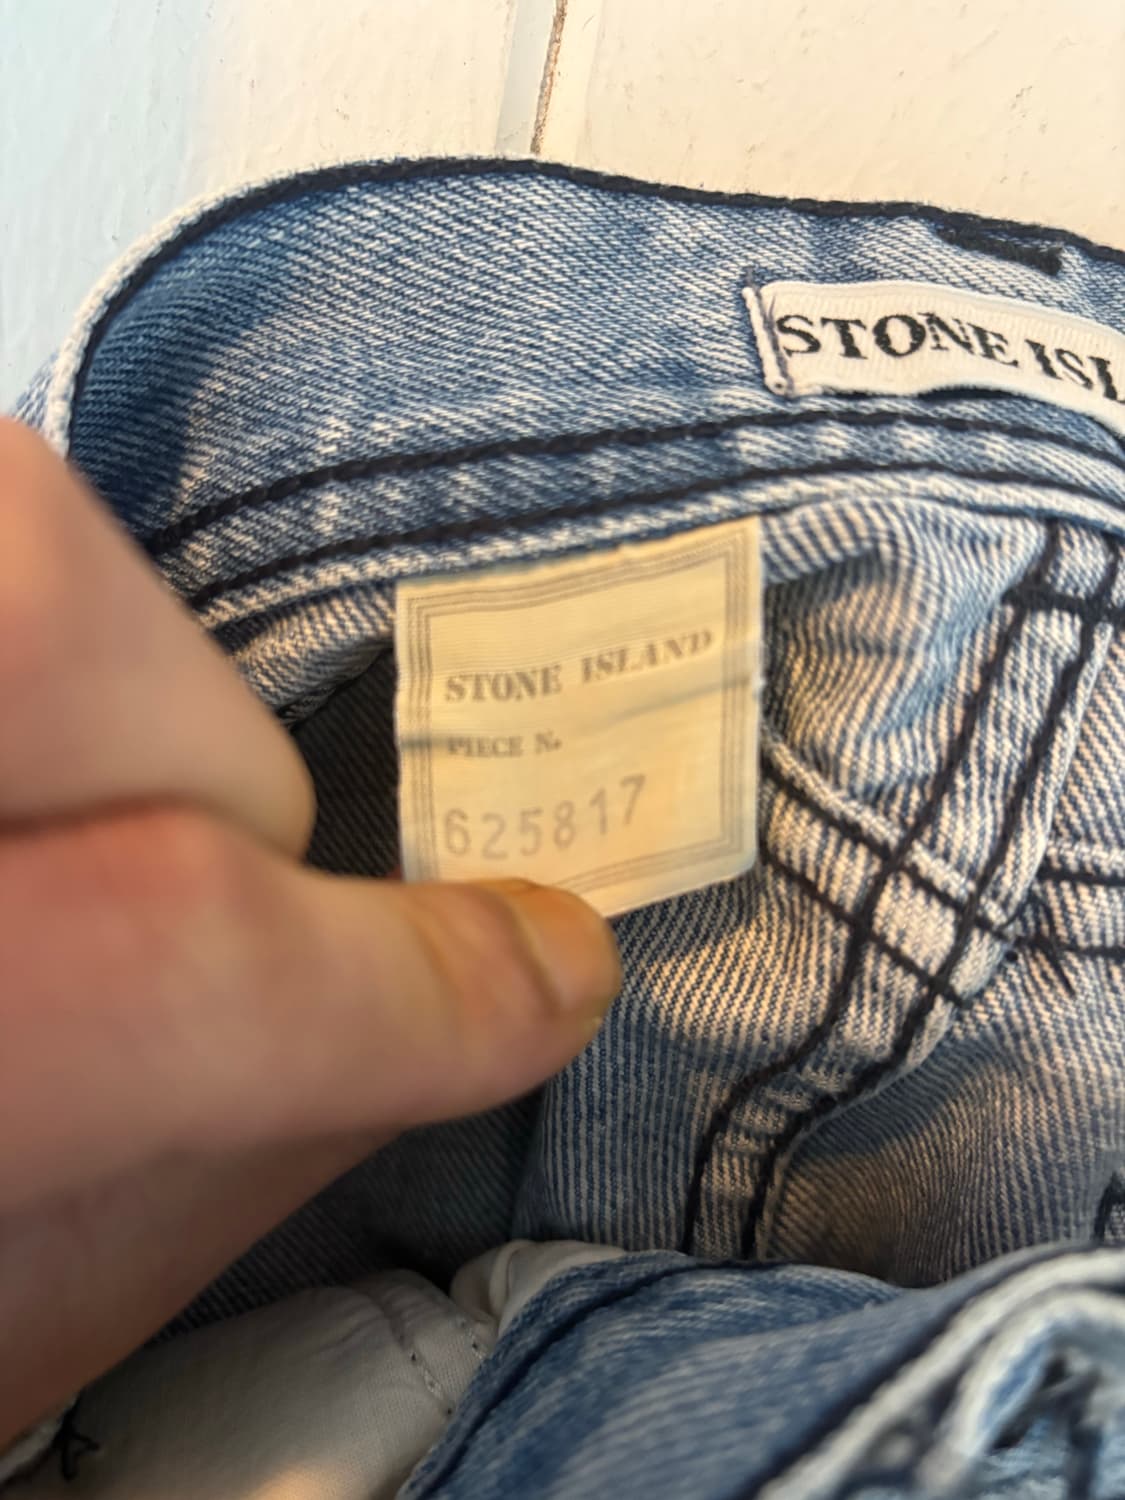 STONE ISL
STONE ISLAND
PIECE N.
625817